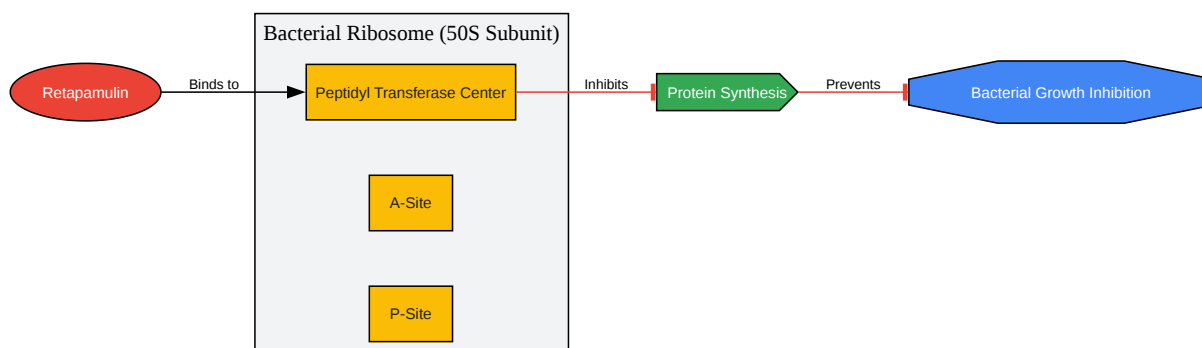 Bacterial Ribosome (50S Subunit)
Retapamulin
Binds to
Peptidyl Transferase Center
Inhibits
Protein Synthesis
Prevents
Bacterial Growth Inhibition
A-Site
P-Site